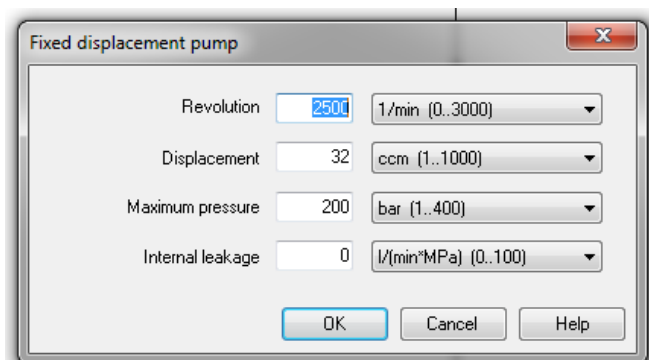 Fixed displacement pump
Revolution 2500 1/min (0..3000)
Displacement 32 ccm (1..1000)
Maximum pressure 200 bar (1..400)
Internal leakage 0 l/(min*MPa) (0..100)
OK Cancel Help